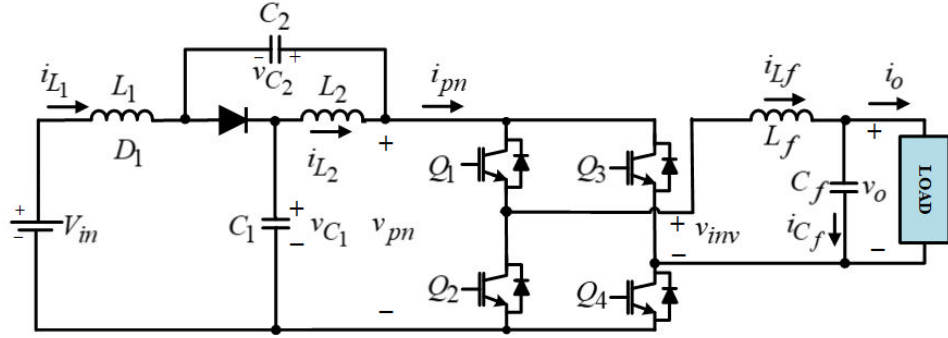 C2
− vC2 +
iL1 L1 L2 ipn iLf io
D1 iL2 + Lf +
Q1 Q3 Cf vo LOAD
+ Vin − C1 + vC1 − vpn + vinv − iCf −
Q2 Q4
−